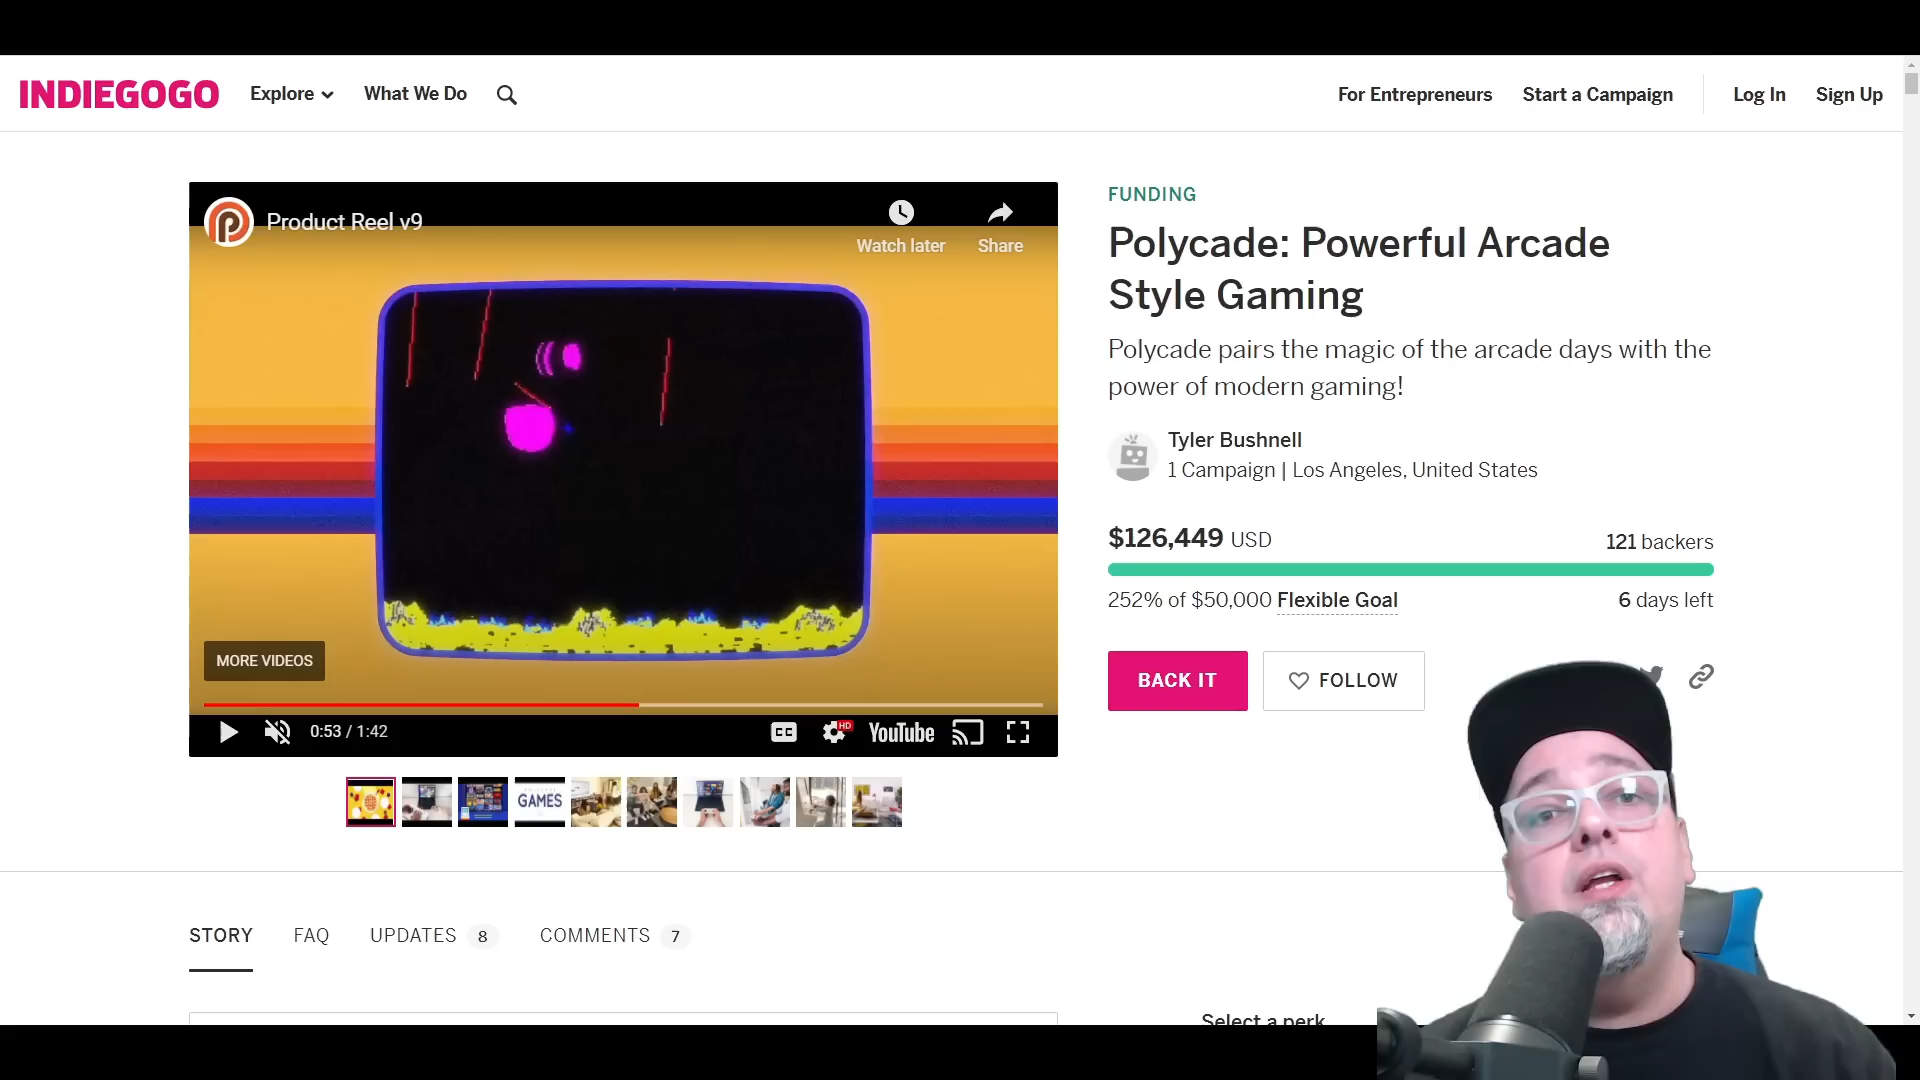 INDIEGOGO
Explore
What We Do
For Entrepreneurs
Start a Campaign
Log In
Sign Up
Product Reel v9
Watch later
Share
MORE VIDEOS
0:53 / 1:42
CC
HD
YouTube
GAMES
FUNDING
Polycade: Powerful Arcade
Style Gaming
Polycade pairs the magic of the arcade days with the
power of modern gaming!
Tyler Bushnell
1 Campaign | Los Angeles, United States
$126,449 USD
121 backers
252% of $50,000 Flexible Goal
6 days left
BACK IT
FOLLOW
STORY
FAQ
UPDATES 8
COMMENTS 7
Select a perk